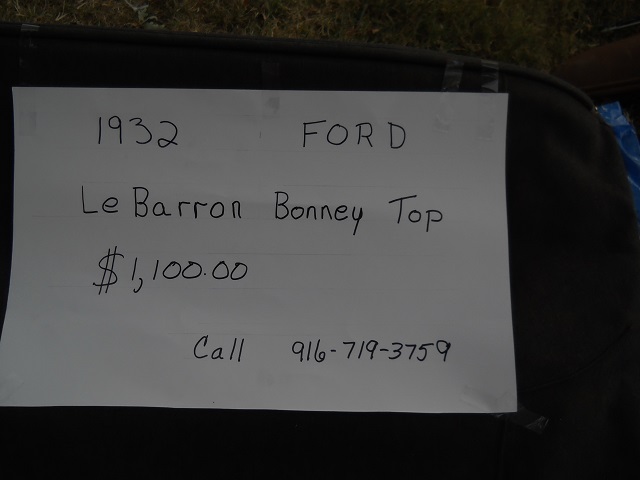 1932 FORD
Le Barron Bonney Top
$1,100.00
Call 916-719-3759